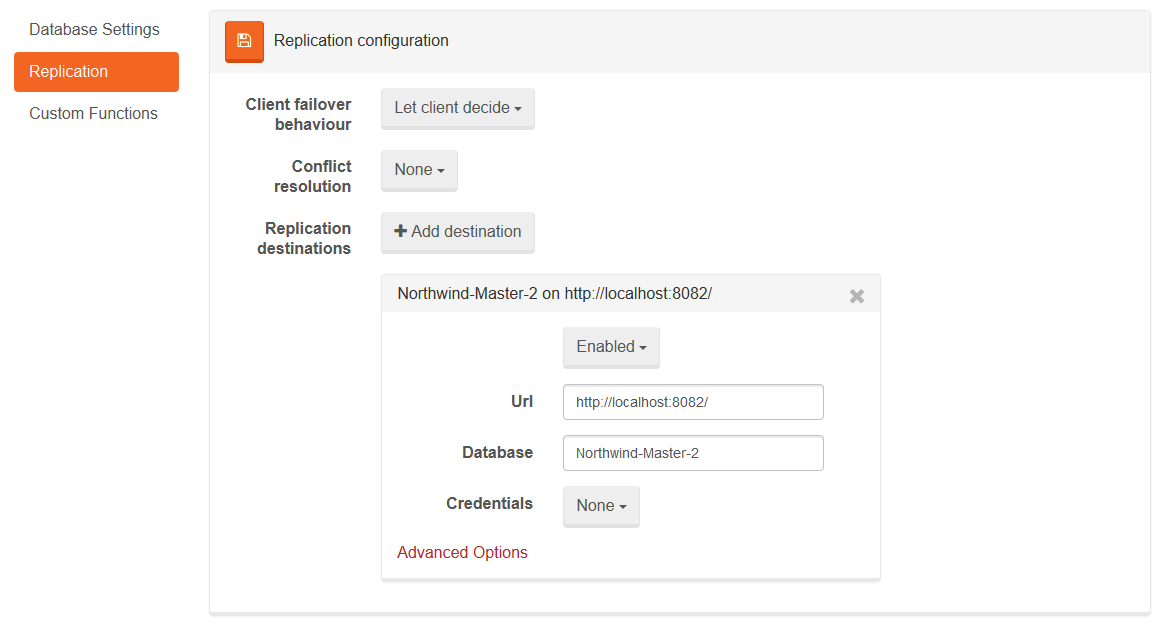 Database Settings
Replication
Custom Functions
Replication configuration
Client failover
behaviour
Let client decide
Conflict
resolution
None
Replication
destinations
Add destination
Northwind-Master-2 on http://localhost:8082/
Enabled
Url
http://localhost:8082/
Database
Northwind-Master-2
Credentials
None
Advanced Options